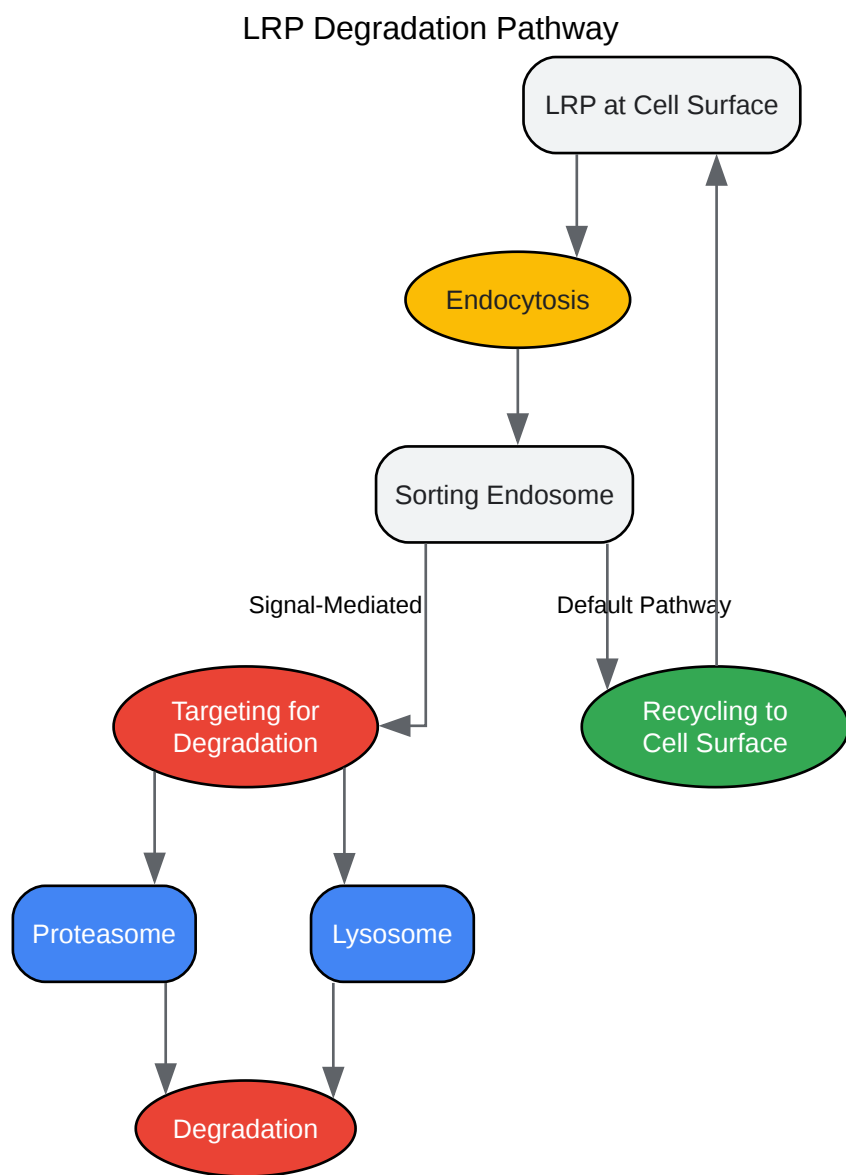 LRP Degradation Pathway
LRP at Cell Surface
Endocytosis
Sorting Endosome
Signal-Mediated
Default Pathway
Targeting for
Degradation
Recycling to
Cell Surface
Proteasome
Lysosome
Degradation